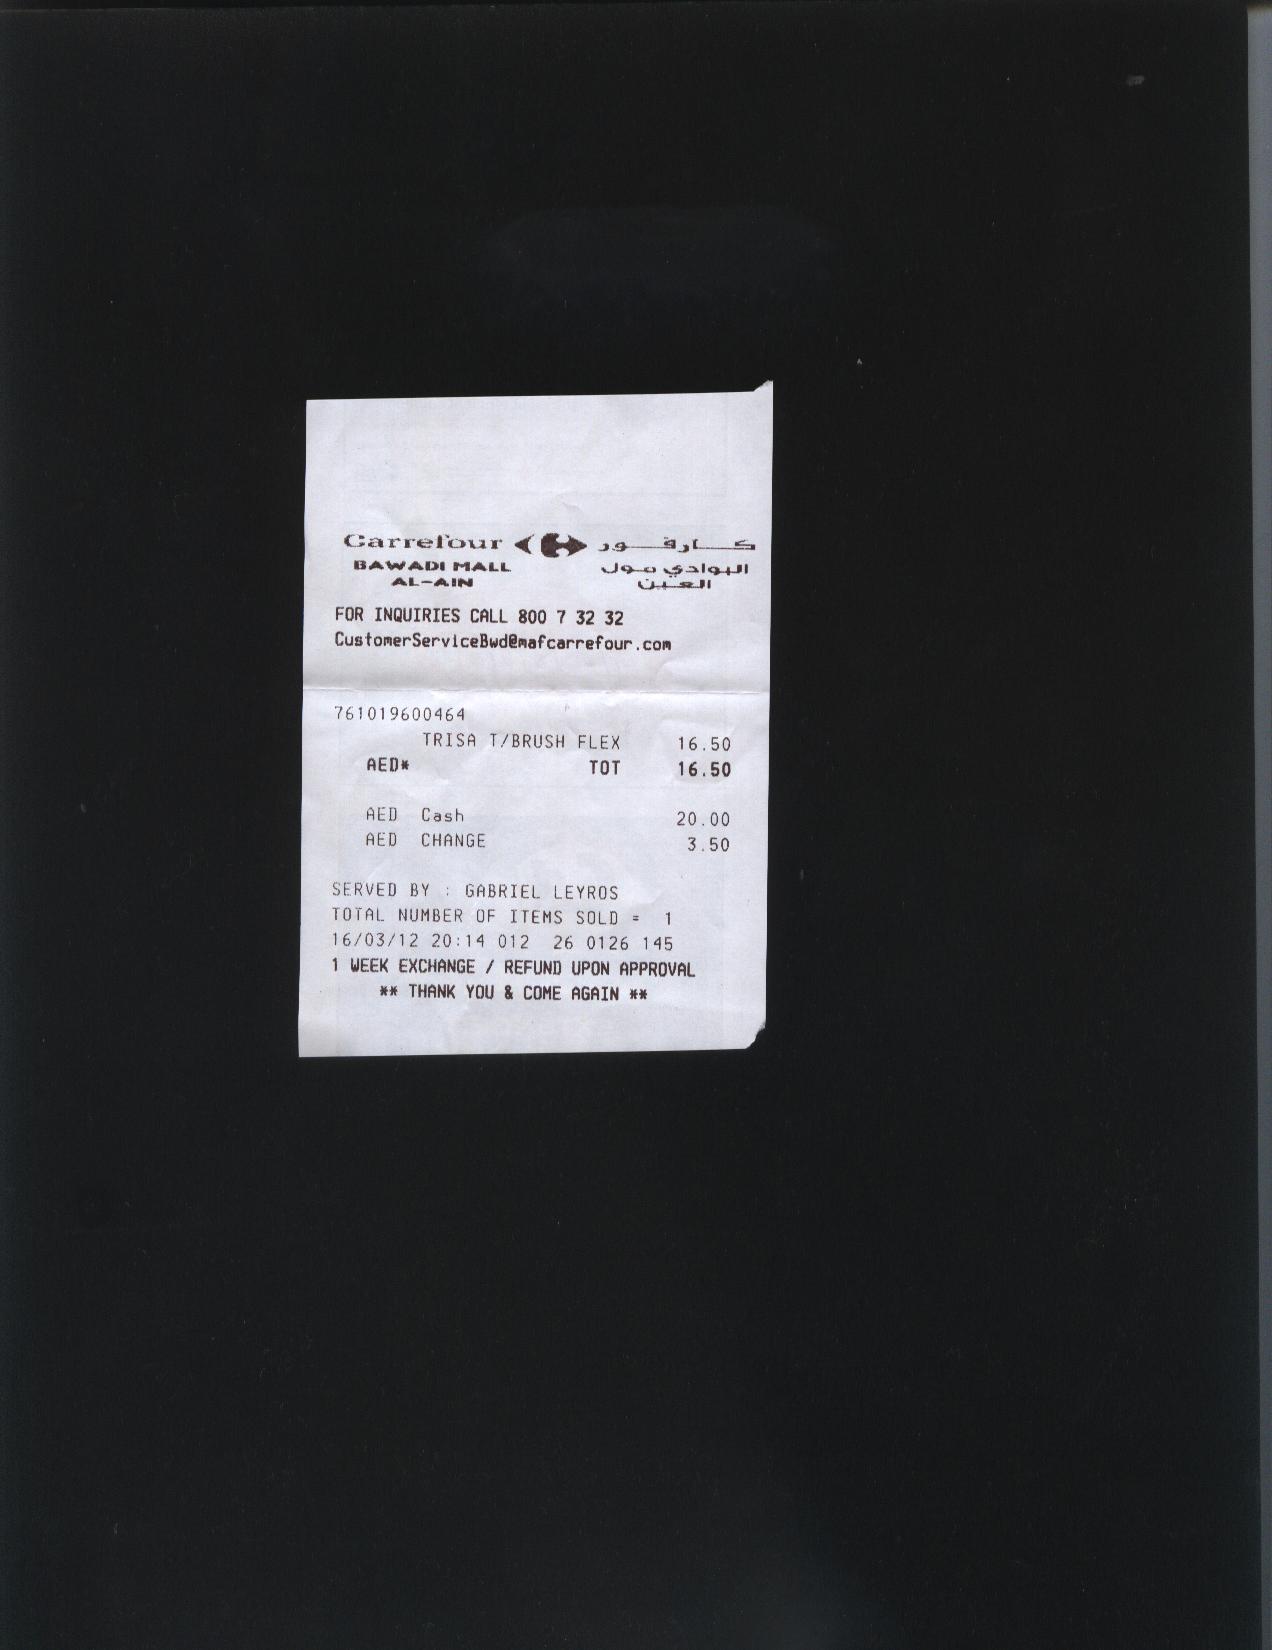 Carrefour كارفور
BAWADI MALL البوادي مول
AL-AIN العين
FOR INQUIRIES CALL 800 7 32 32
CustomerServiceBwd@mafcarrefour.com
761019600464
TRISA T/BRUSH FLEX 16.50
AED* TOT 16.50
AED Cash 20.00
AED CHANGE 3.50
SERVED BY : GABRIEL LEYROS
TOTAL NUMBER OF ITEMS SOLD = 1
16/03/12 20:14 012 26 0126 145
1 WEEK EXCHANGE / REFUND UPON APPROVAL
** THANK YOU & COME AGAIN **